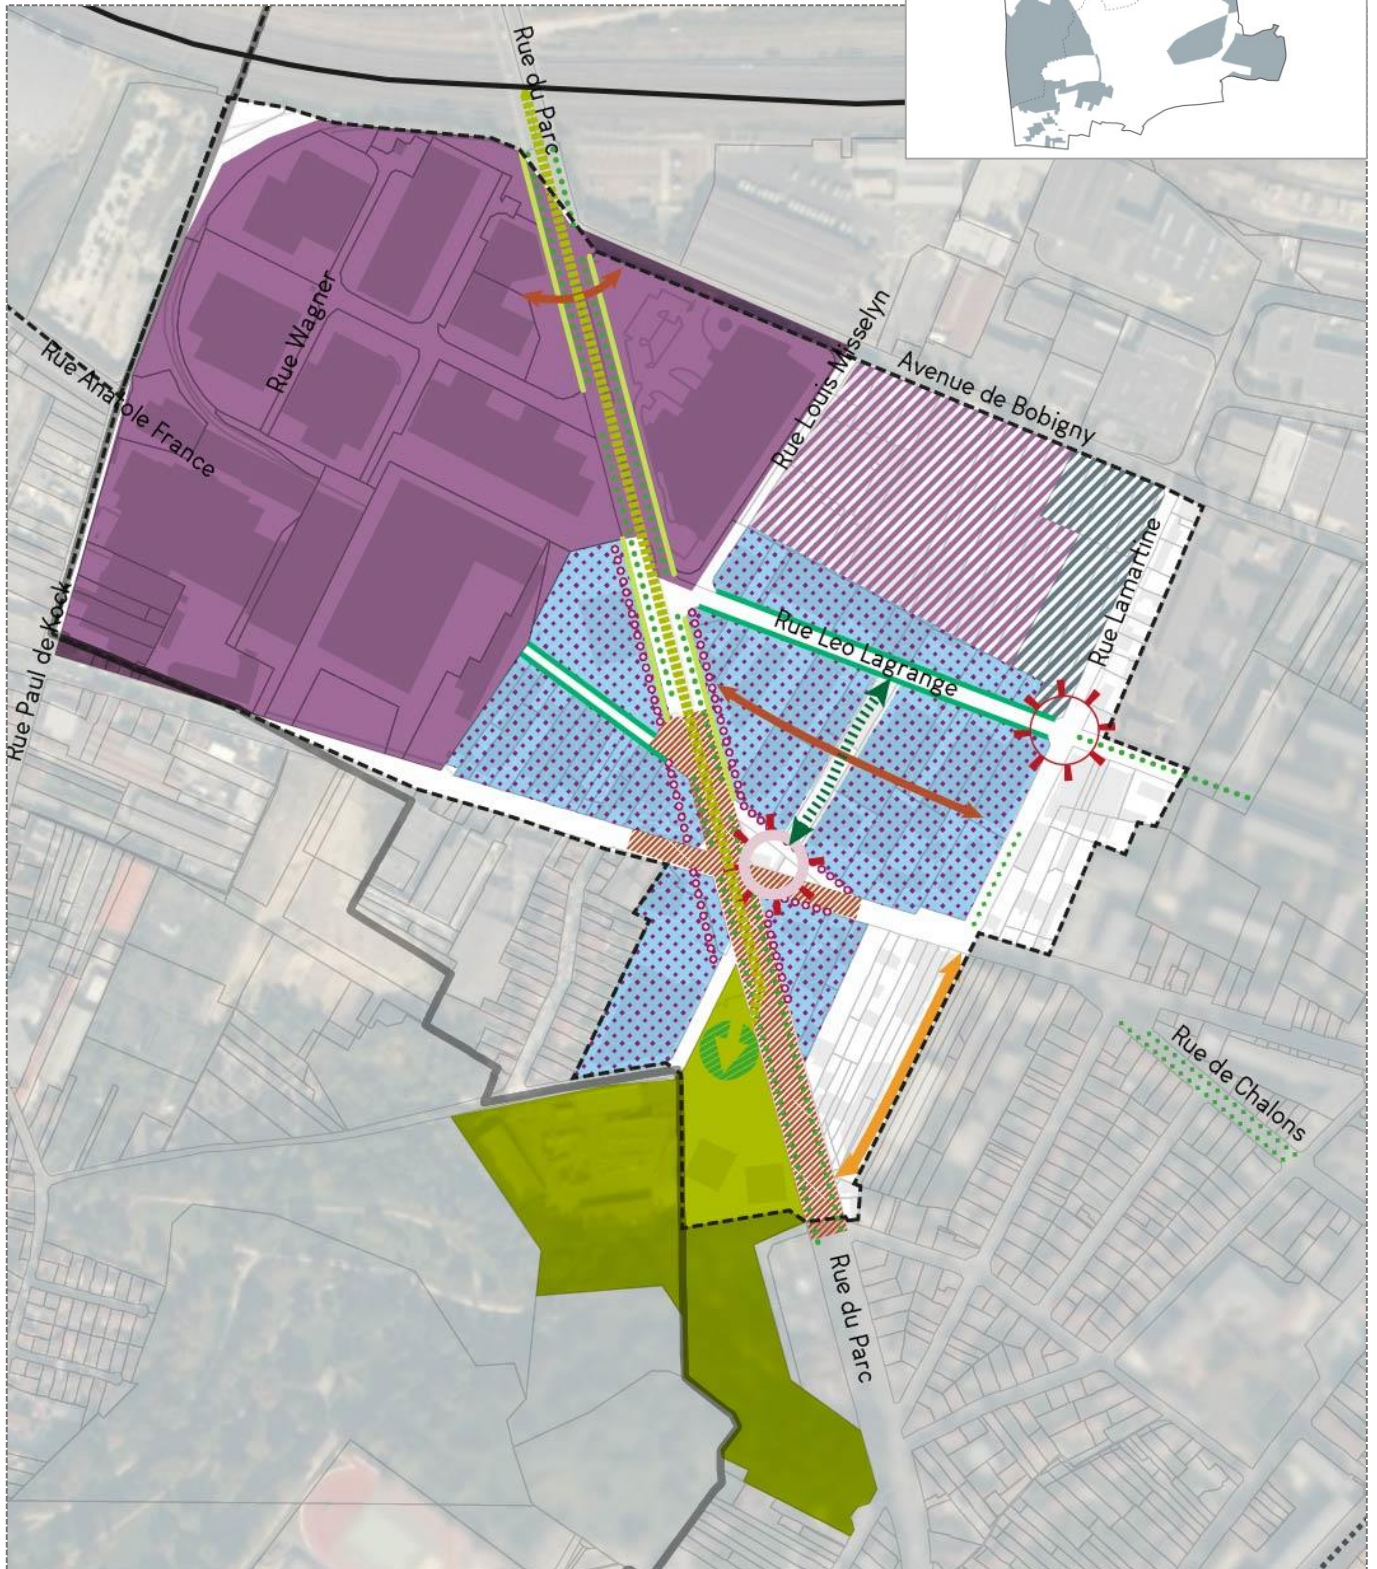 Rue du Parc
Rue Wagner
Rue Louis Misselyn
Avenue de Bobigny
Rue Anatole France
Rue Lamartine
Rue Paul de Kock
Rue Leo Lagrange
Rue de Chalons
Rue du Parc